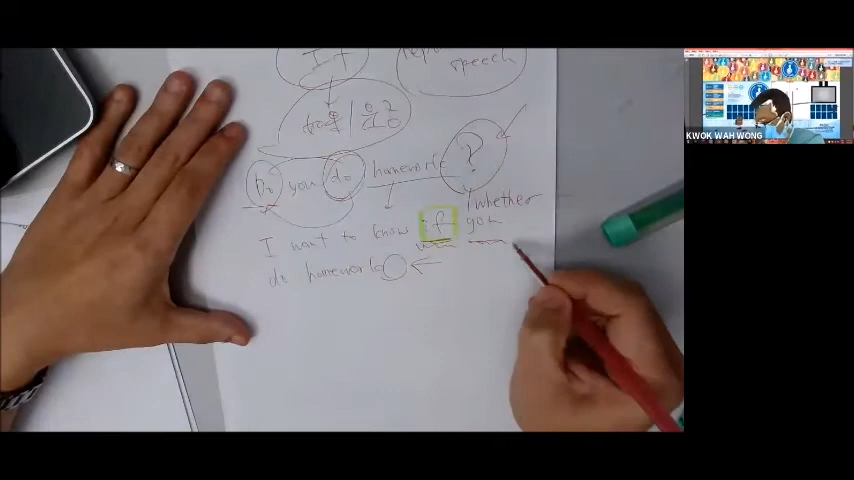 If
speech
Do you do homework ?
/whether
I want to know if you
do homework
KWOK WAH WONG